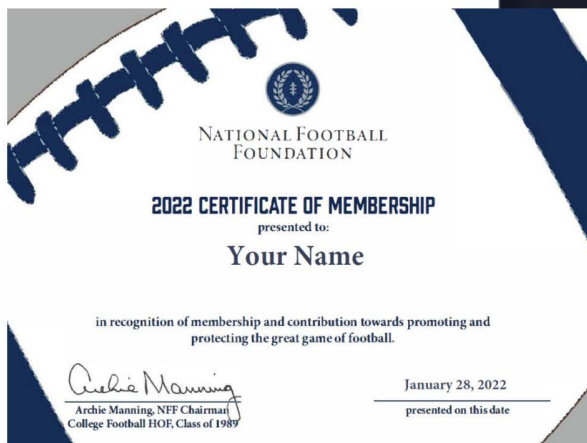 NATIONAL FOOTBALL
FOUNDATION
2022 CERTIFICATE OF MEMBERSHIP
presented to:
Your Name
in recognition of membership and contribution towards promoting and
protecting the great game of football.
Archie Manning
Archie Manning, NFF Chairman
College Football HOF, Class of 1989
January 28, 2022
presented on this date